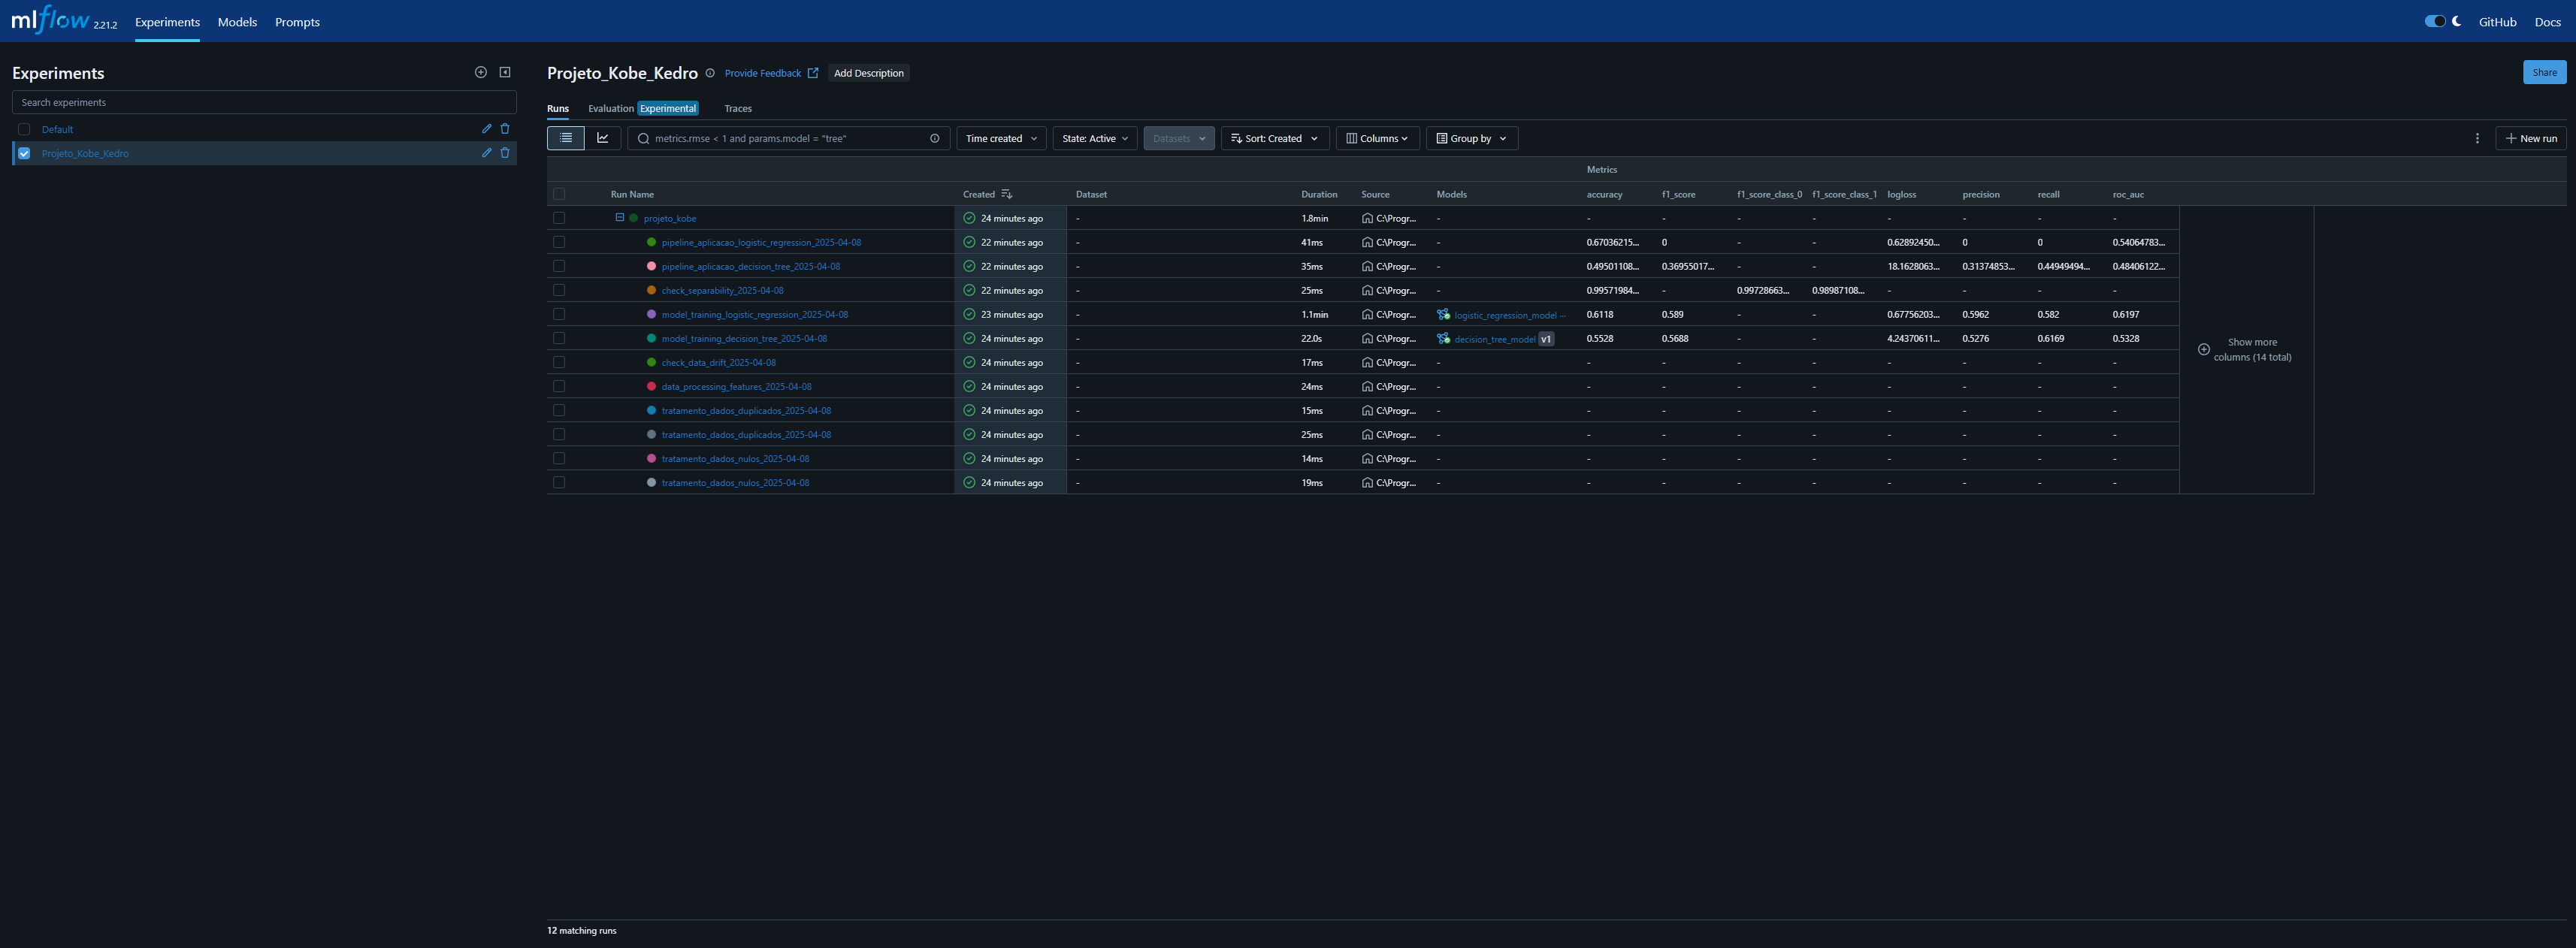 mlflow 2.21.2 Experiments Models Prompts GitHub Docs
Experiments
Search experiments
Default
Projeto_Kobe_Kedro
Projeto_Kobe_Kedro Provide Feedback Add Description Share
Runs Evaluation Experimental Traces
metrics.rmse < 1 and params.model = "tree" Time created State: Active Datasets Sort: Created Columns Group by New run
Metrics
Run Name Created Dataset Duration Source Models accuracy f1_score f1_score_class_0 f1_score_class_1 logloss precision recall roc_auc
projeto_kobe 24 minutes ago - 1.8min C:\Progr... - - - - - - - - -
pipeline_aplicacao_logistic_regression_2025-04-08 22 minutes ago - 41ms C:\Progr... - 0.67036215... 0 - - 0.62892450... 0 0 0.54064783...
pipeline_aplicacao_decision_tree_2025-04-08 22 minutes ago - 35ms C:\Progr... - 0.49501108... 0.36955017... - - 18.1628063... 0.31374853... 0.44949494... 0.48406122...
check_separability_2025-04-08 22 minutes ago - 25ms C:\Progr... - 0.99571984... - 0.99728663... 0.98987108... - - - -
model_training_logistic_regression_2025-04-08 23 minutes ago - 1.1min C:\Progr... logistic_regression_model ... 0.6118 0.589 - - 0.67756203... 0.5962 0.582 0.6197
model_training_decision_tree_2025-04-08 24 minutes ago - 22.0s C:\Progr... decision_tree_model v1 0.5528 0.5688 - - 4.24370611... 0.5276 0.6169 0.5328
check_data_drift_2025-04-08 24 minutes ago - 17ms C:\Progr... - - - - - - - - -
data_processing_features_2025-04-08 24 minutes ago - 24ms C:\Progr... - - - - - - - - -
tratamento_dados_duplicados_2025-04-08 24 minutes ago - 15ms C:\Progr... - - - - - - - - -
tratamento_dados_duplicados_2025-04-08 24 minutes ago - 25ms C:\Progr... - - - - - - - - -
tratamento_dados_nulos_2025-04-08 24 minutes ago - 14ms C:\Progr... - - - - - - - - -
tratamento_dados_nulos_2025-04-08 24 minutes ago - 19ms C:\Progr... - - - - - - - - -
Show more
columns (14 total)
12 matching runs